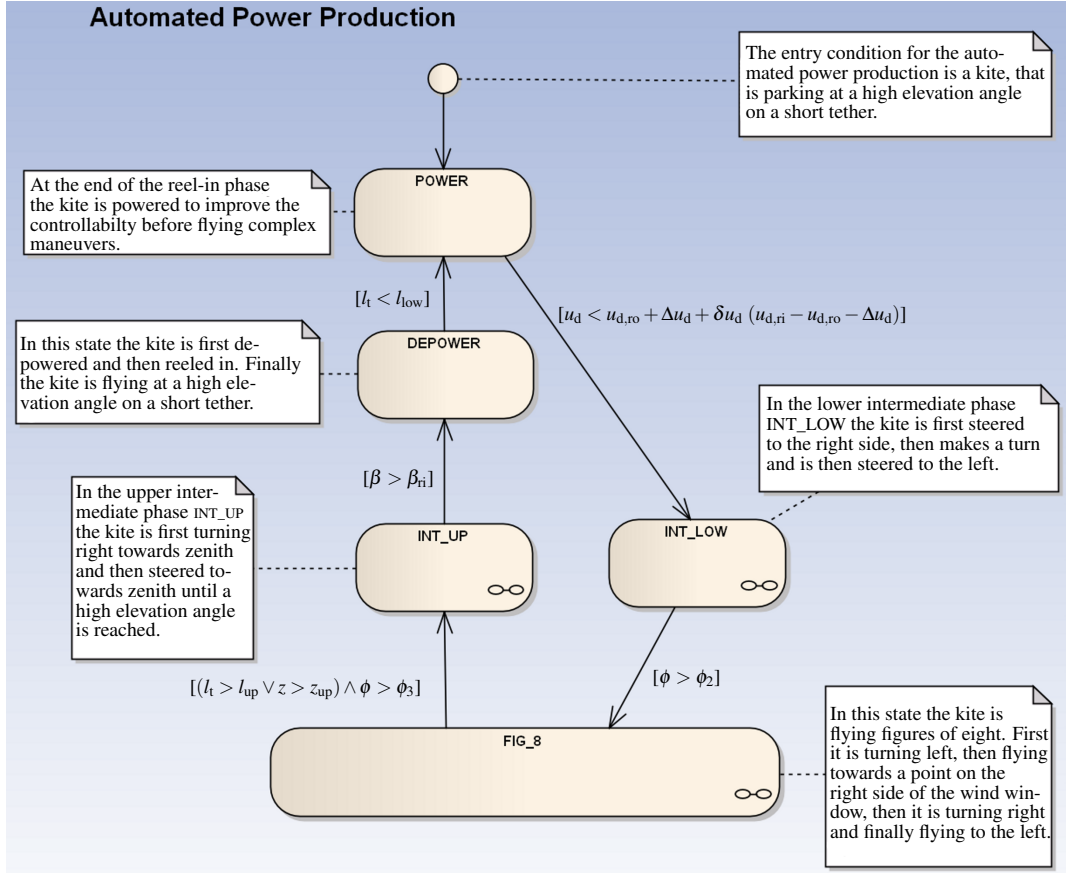 Automated Power Production
The entry condition for the auto-
mated power production is a kite, that
is parking at a high elevation angle
on a short tether.
POWER
At the end of the reel-in phase
the kite is powered to improve the
controllabilty before flying complex
maneuvers.
[l_t < l_low]
[u_d < u_d,ro + Δu_d + δu_d (u_d,ri − u_d,ro − Δu_d)]
DEPOWER
In this state the kite is first de-
powered and then reeled in. Finally
the kite is flying at a high ele-
vation angle on a short tether.
In the lower intermediate phase
INT_LOW the kite is first steered
to the right side, then makes a turn
and is then steered to the left.
[β > β_ri]
In the upper inter-
mediate phase INT_UP
the kite is first turning
right towards zenith
and then steered to-
wards zenith until a
high elevation angle
is reached.
INT_UP
INT_LOW
[(l_t > l_up ∨ z > z_up) ∧ ϕ > ϕ_3]
[ϕ > ϕ_2]
FIG_8
In this state the kite is
flying figures of eight. First
it is turning left, then flying
towards a point on the
right side of the wind win-
dow, then it is turning right
and finally flying to the left.